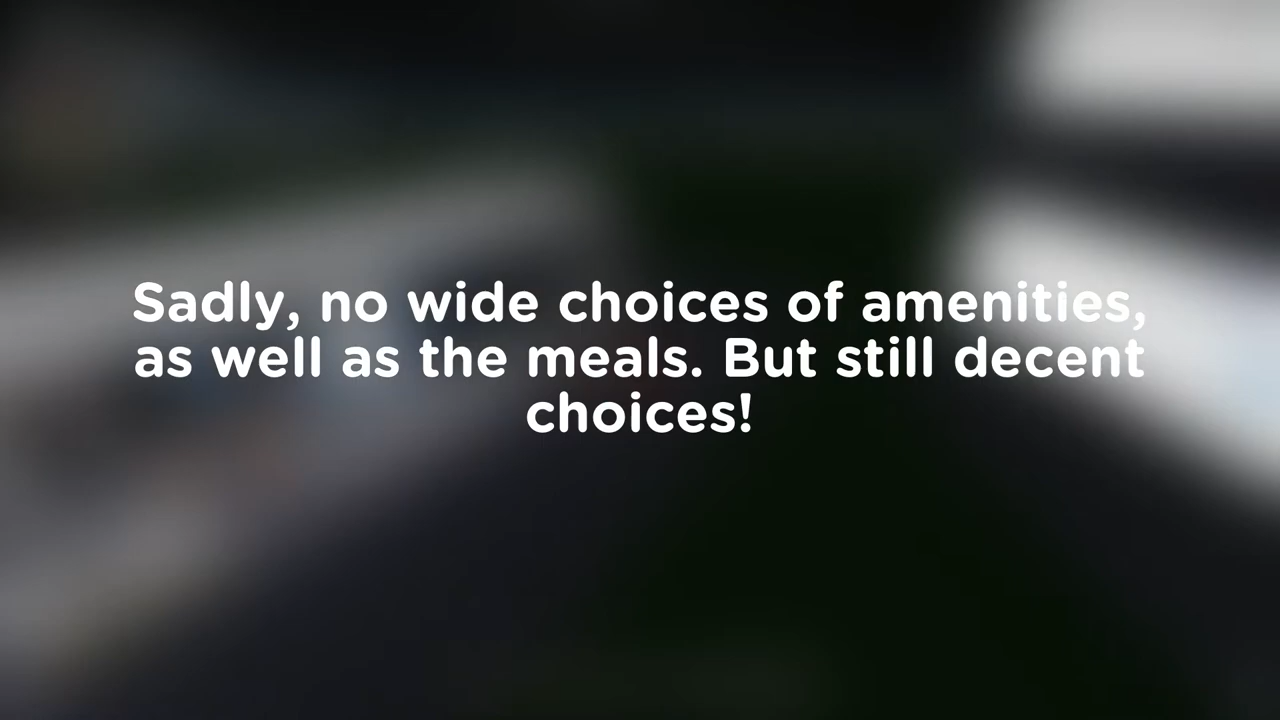 Sadly, no wide choices of amenities,
as well as the meals. But still decent
choices!